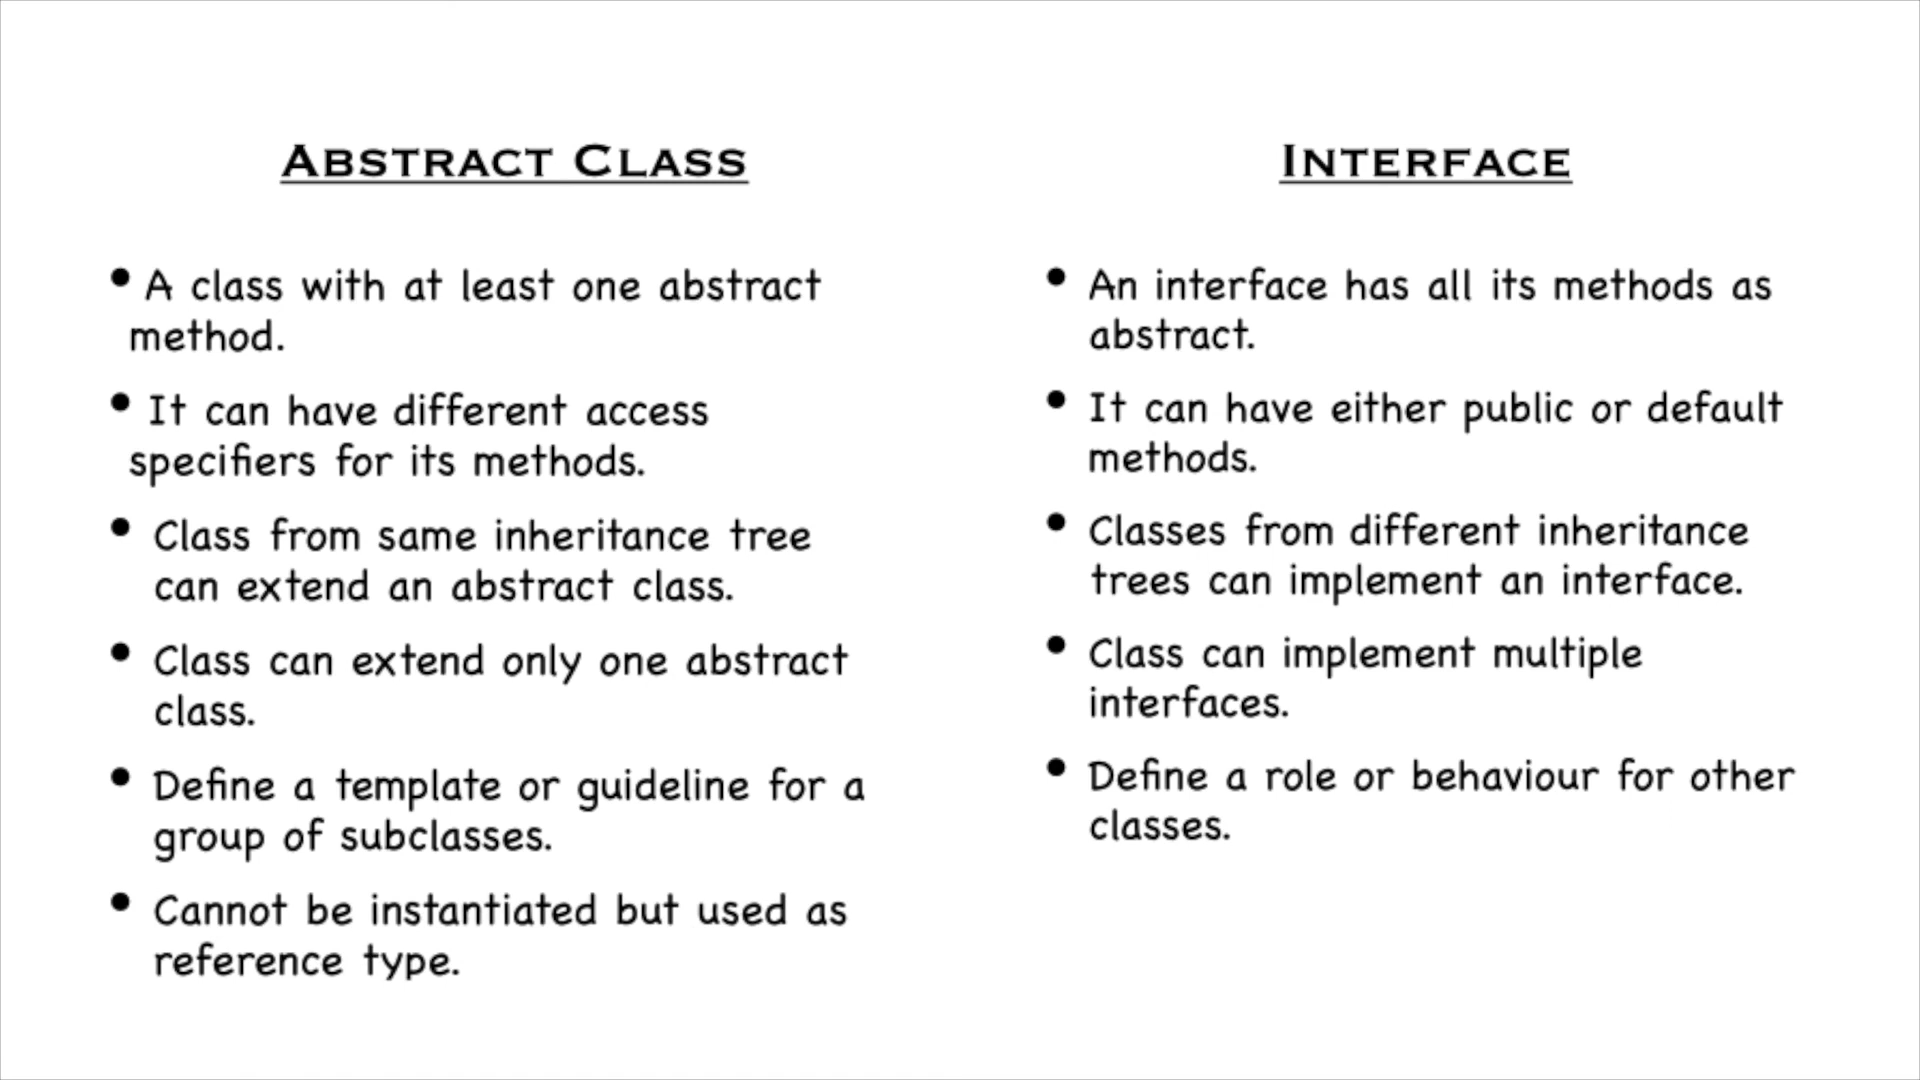 ABSTRACT CLASS
• A class with at least one abstract
method.
• It can have different access
specifiers for its methods.
• Class from same inheritance tree
can extend an abstract class.
• Class can extend only one abstract
class.
• Define a template or guideline for a
group of subclasses.
• Cannot be instantiated but used as
reference type.
INTERFACE
• An interface has all its methods as
abstract.
• It can have either public or default
methods.
• Classes from different inheritance
trees can implement an interface.
• Class can implement multiple
interfaces.
• Define a role or behaviour for other
classes.